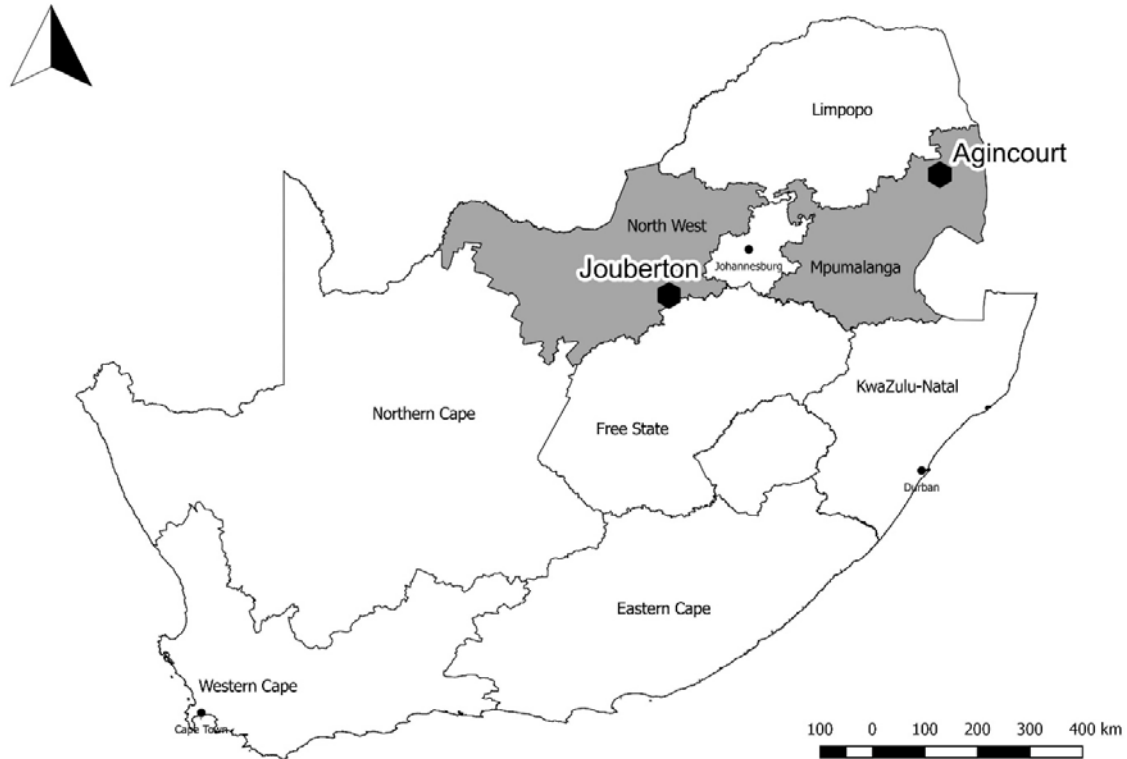 Limpopo
Agincourt
North West
Johannesburg
Mpumalanga
Jouberton
KwaZulu-Natal
Northern Cape
Free State
Durban
Eastern Cape
Western Cape
Cape Town
100 0 100 200 300 400 km